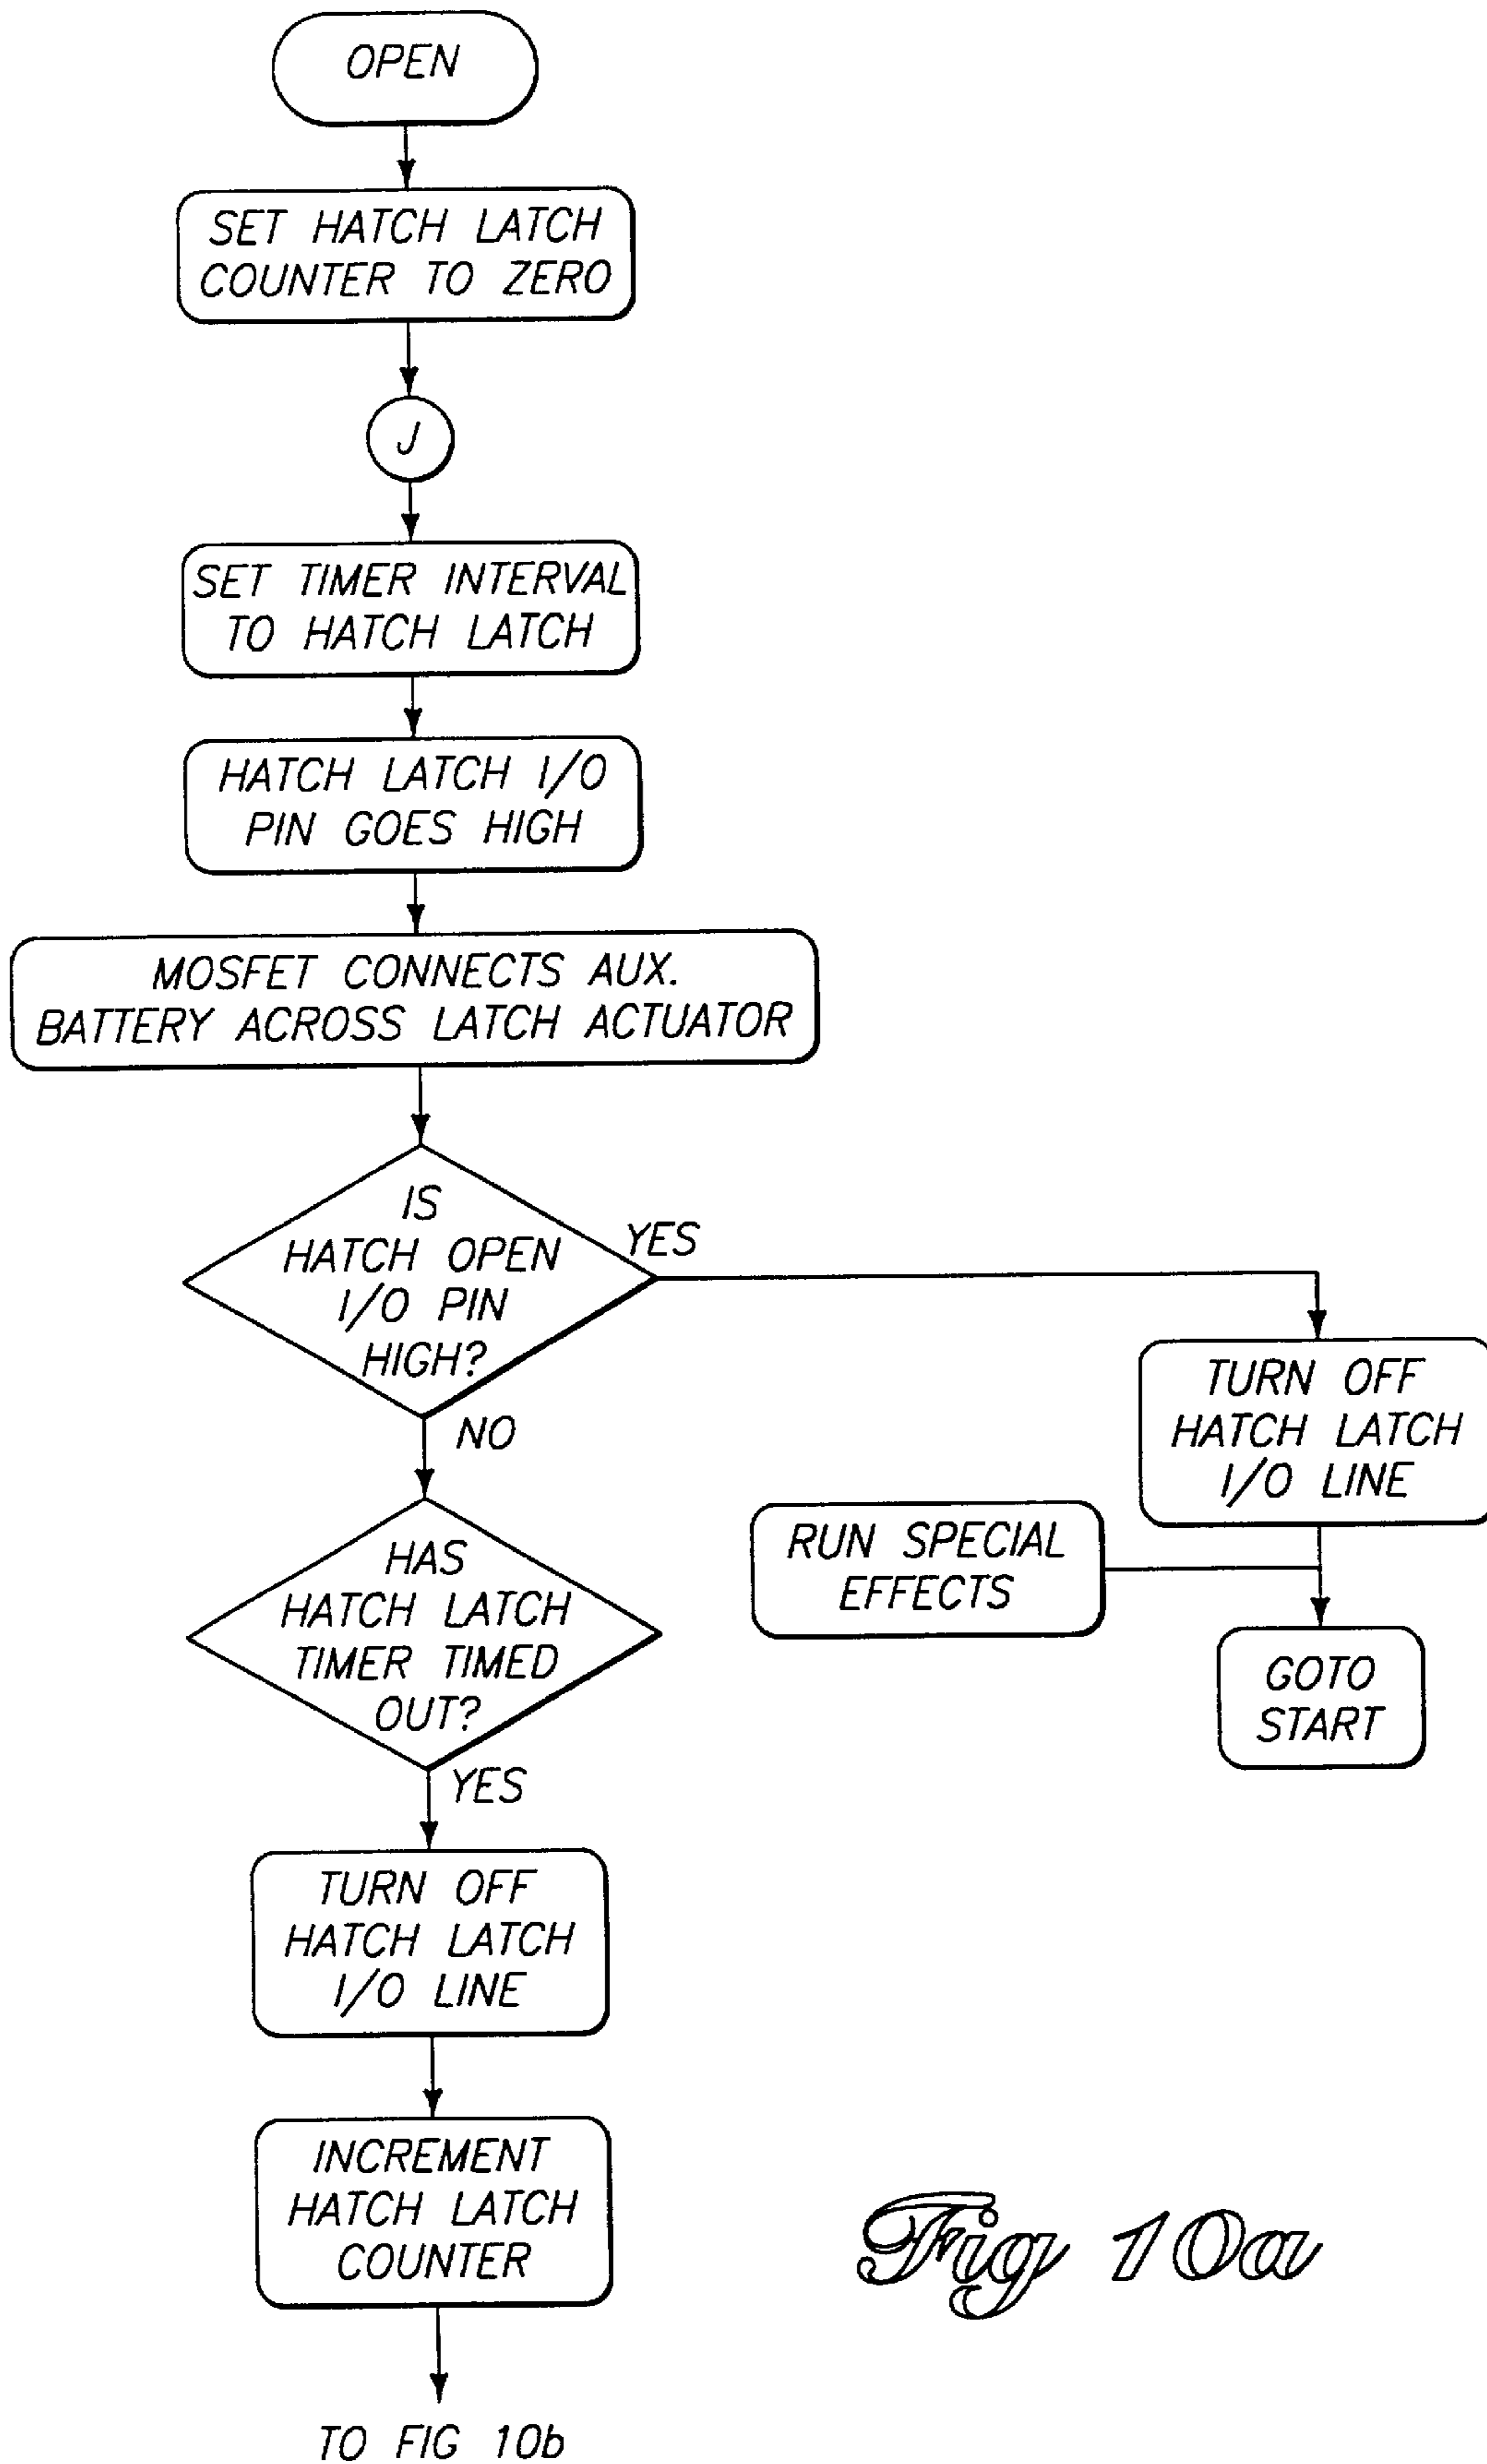 OPEN
SET HATCH LATCH
COUNTER TO ZERO
J
SET TIMER INTERVAL
TO HATCH LATCH
HATCH LATCH I/O
PIN GOES HIGH
MOSFET CONNECTS AUX.
BATTERY ACROSS LATCH ACTUATOR
IS
HATCH OPEN
I/O PIN
HIGH?
YES
NO
TURN OFF
HATCH LATCH
I/O LINE
RUN SPECIAL
EFFECTS
GOTO
START
HAS
HATCH LATCH
TIMER TIMED
OUT?
YES
TURN OFF
HATCH LATCH
I/O LINE
INCREMENT
HATCH LATCH
COUNTER
TO FIG 10b
Fig 10a